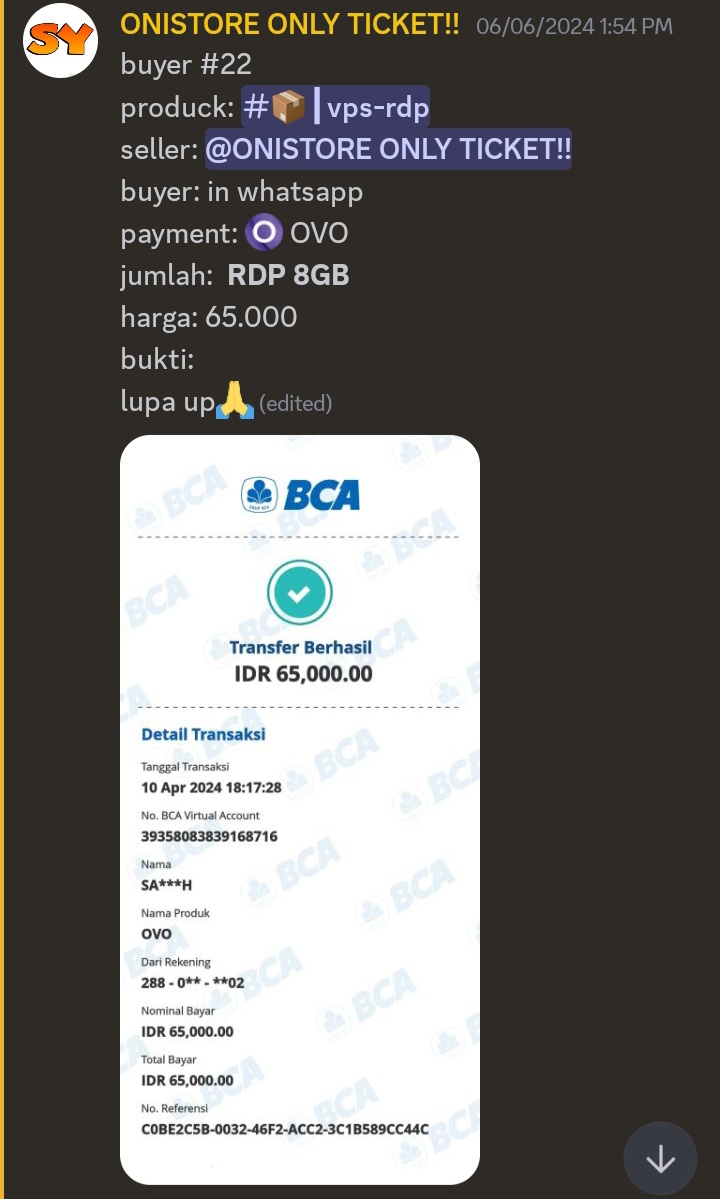 SY
ONISTORE ONLY TICKET!! 06/06/2024 1:54 PM
buyer #22
produck: #📦┃vps-rdp
seller: @ONISTORE ONLY TICKET!!
buyer: in whatsapp
payment: OVO
jumlah: RDP 8GB
harga: 65.000
bukti:
lupa up🙏 (edited)
BCA
Transfer Berhasil
IDR 65,000.00
Detail Transaksi
Tanggal Transaksi
10 Apr 2024 18:17:28
No. BCA Virtual Account
39358083839168716
Nama
SA***H
Nama Produk
OVO
Dari Rekening
288 - 0** - **02
Nominal Bayar
IDR 65,000.00
Total Bayar
IDR 65,000.00
No. Referensi
C0BE2C5B-0032-46F2-ACC2-3C1B589CC44C